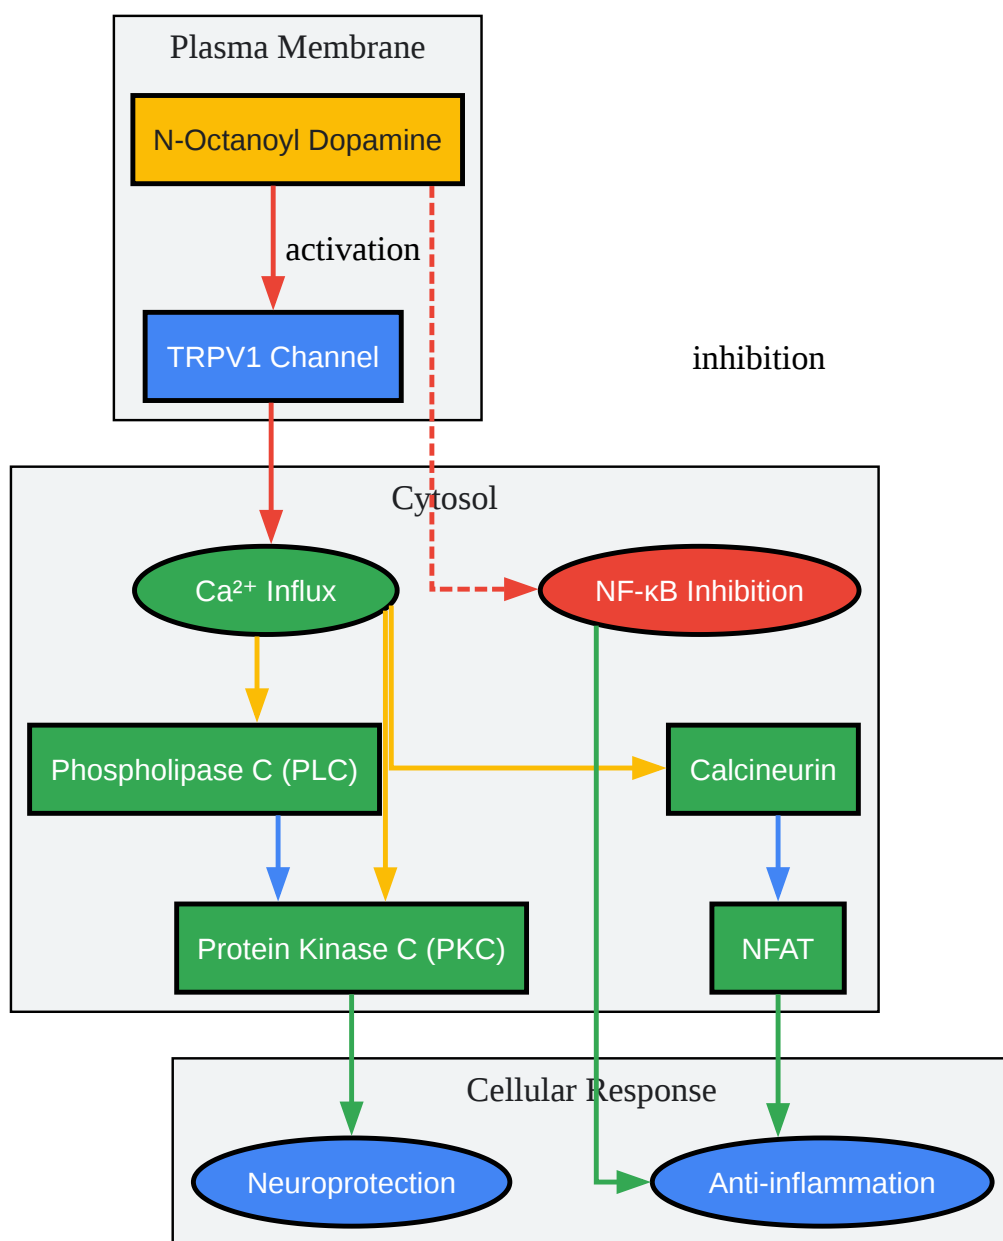 Plasma Membrane
N-Octanoyl Dopamine
activation
TRPV1 Channel
inhibition
Cytosol
Ca²⁺ Influx
NF-κB Inhibition
Phospholipase C (PLC)
Calcineurin
Protein Kinase C (PKC)
NFAT
Cellular Response
Neuroprotection
Anti-inflammation